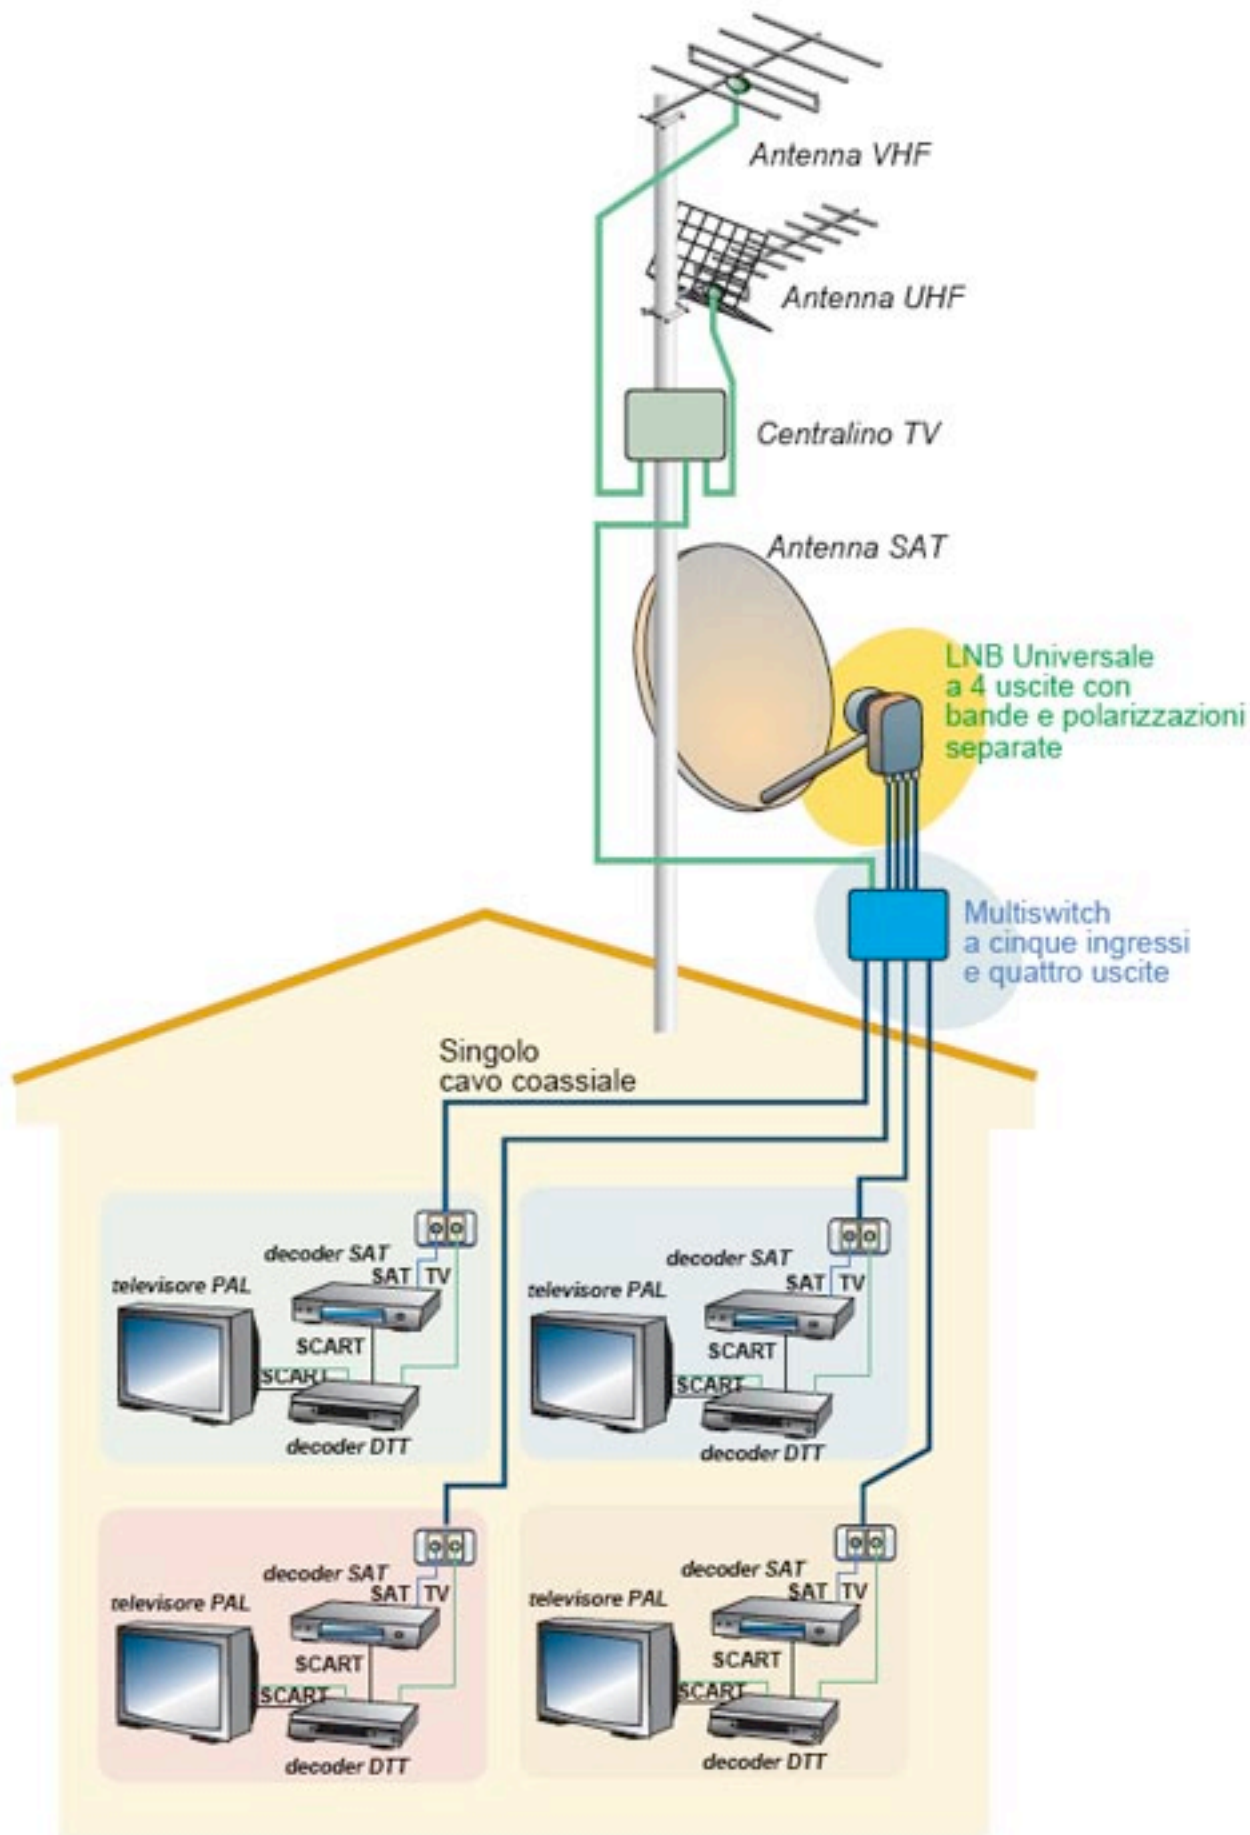 Antenna VHF
Antenna UHF
Centralino TV
Antenna SAT
LNB Universale
a 4 uscite con
bande e polarizzazioni
separate
Multiswitch
a cinque ingressi
e quattro uscite
Singolo
cavo coassiale
decoder SAT
SAT TV
televisore PAL
SCART
SCART
decoder DTT
decoder SAT
SAT TV
televisore PAL
SCART
SCART
decoder DTT
decoder SAT
SAT TV
televisore PAL
SCART
SCART
decoder DTT
decoder SAT
SAT TV
televisore PAL
SCART
SCART
decoder DTT